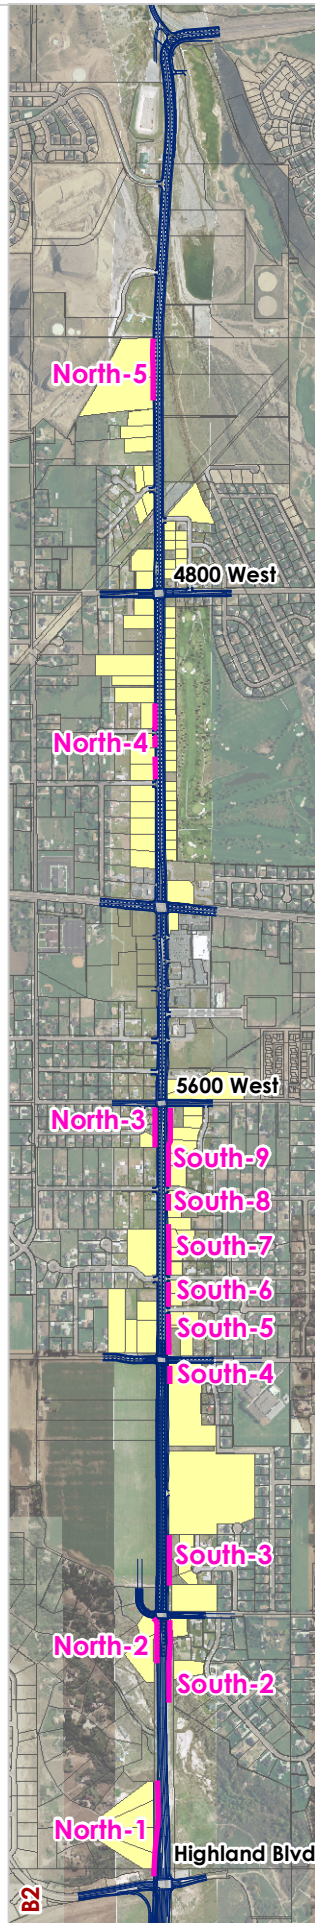 North-5
4800 West
North-4
5600 West
North-3
South-9
South-8
South-7
South-6
South-5
South-4
South-3
North-2
South-2
North-1
Highland Blvd
B2